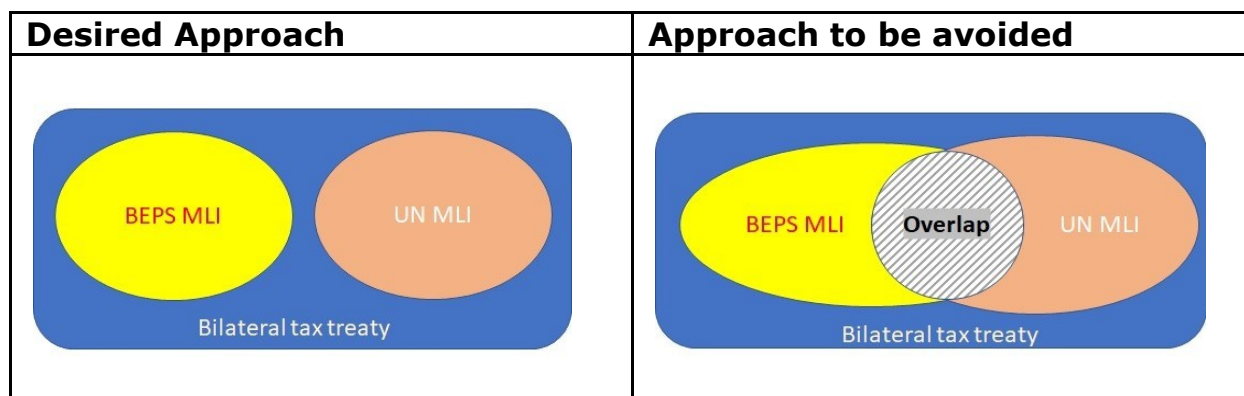 Desired Approach
Approach to be avoided
BEPS MLI
UN MLI
Bilateral tax treaty
BEPS MLI
Overlap
UN MLI
Bilateral tax treaty